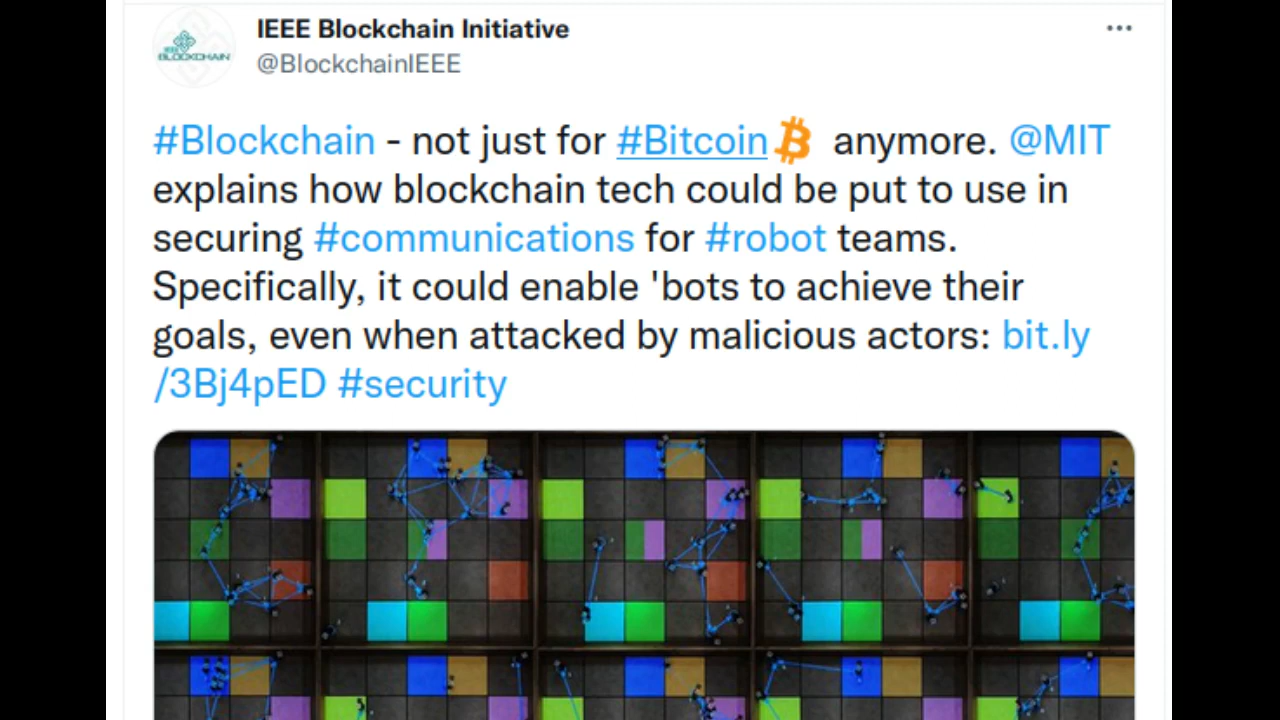 IEEE Blockchain Initiative
@BlockchainIEEE
IEEE
BLOCKCHAIN
#Blockchain - not just for #Bitcoin anymore. @MIT
explains how blockchain tech could be put to use in
securing #communications for #robot teams.
Specifically, it could enable 'bots to achieve their
goals, even when attacked by malicious actors: bit.ly
/3Bj4pED #security